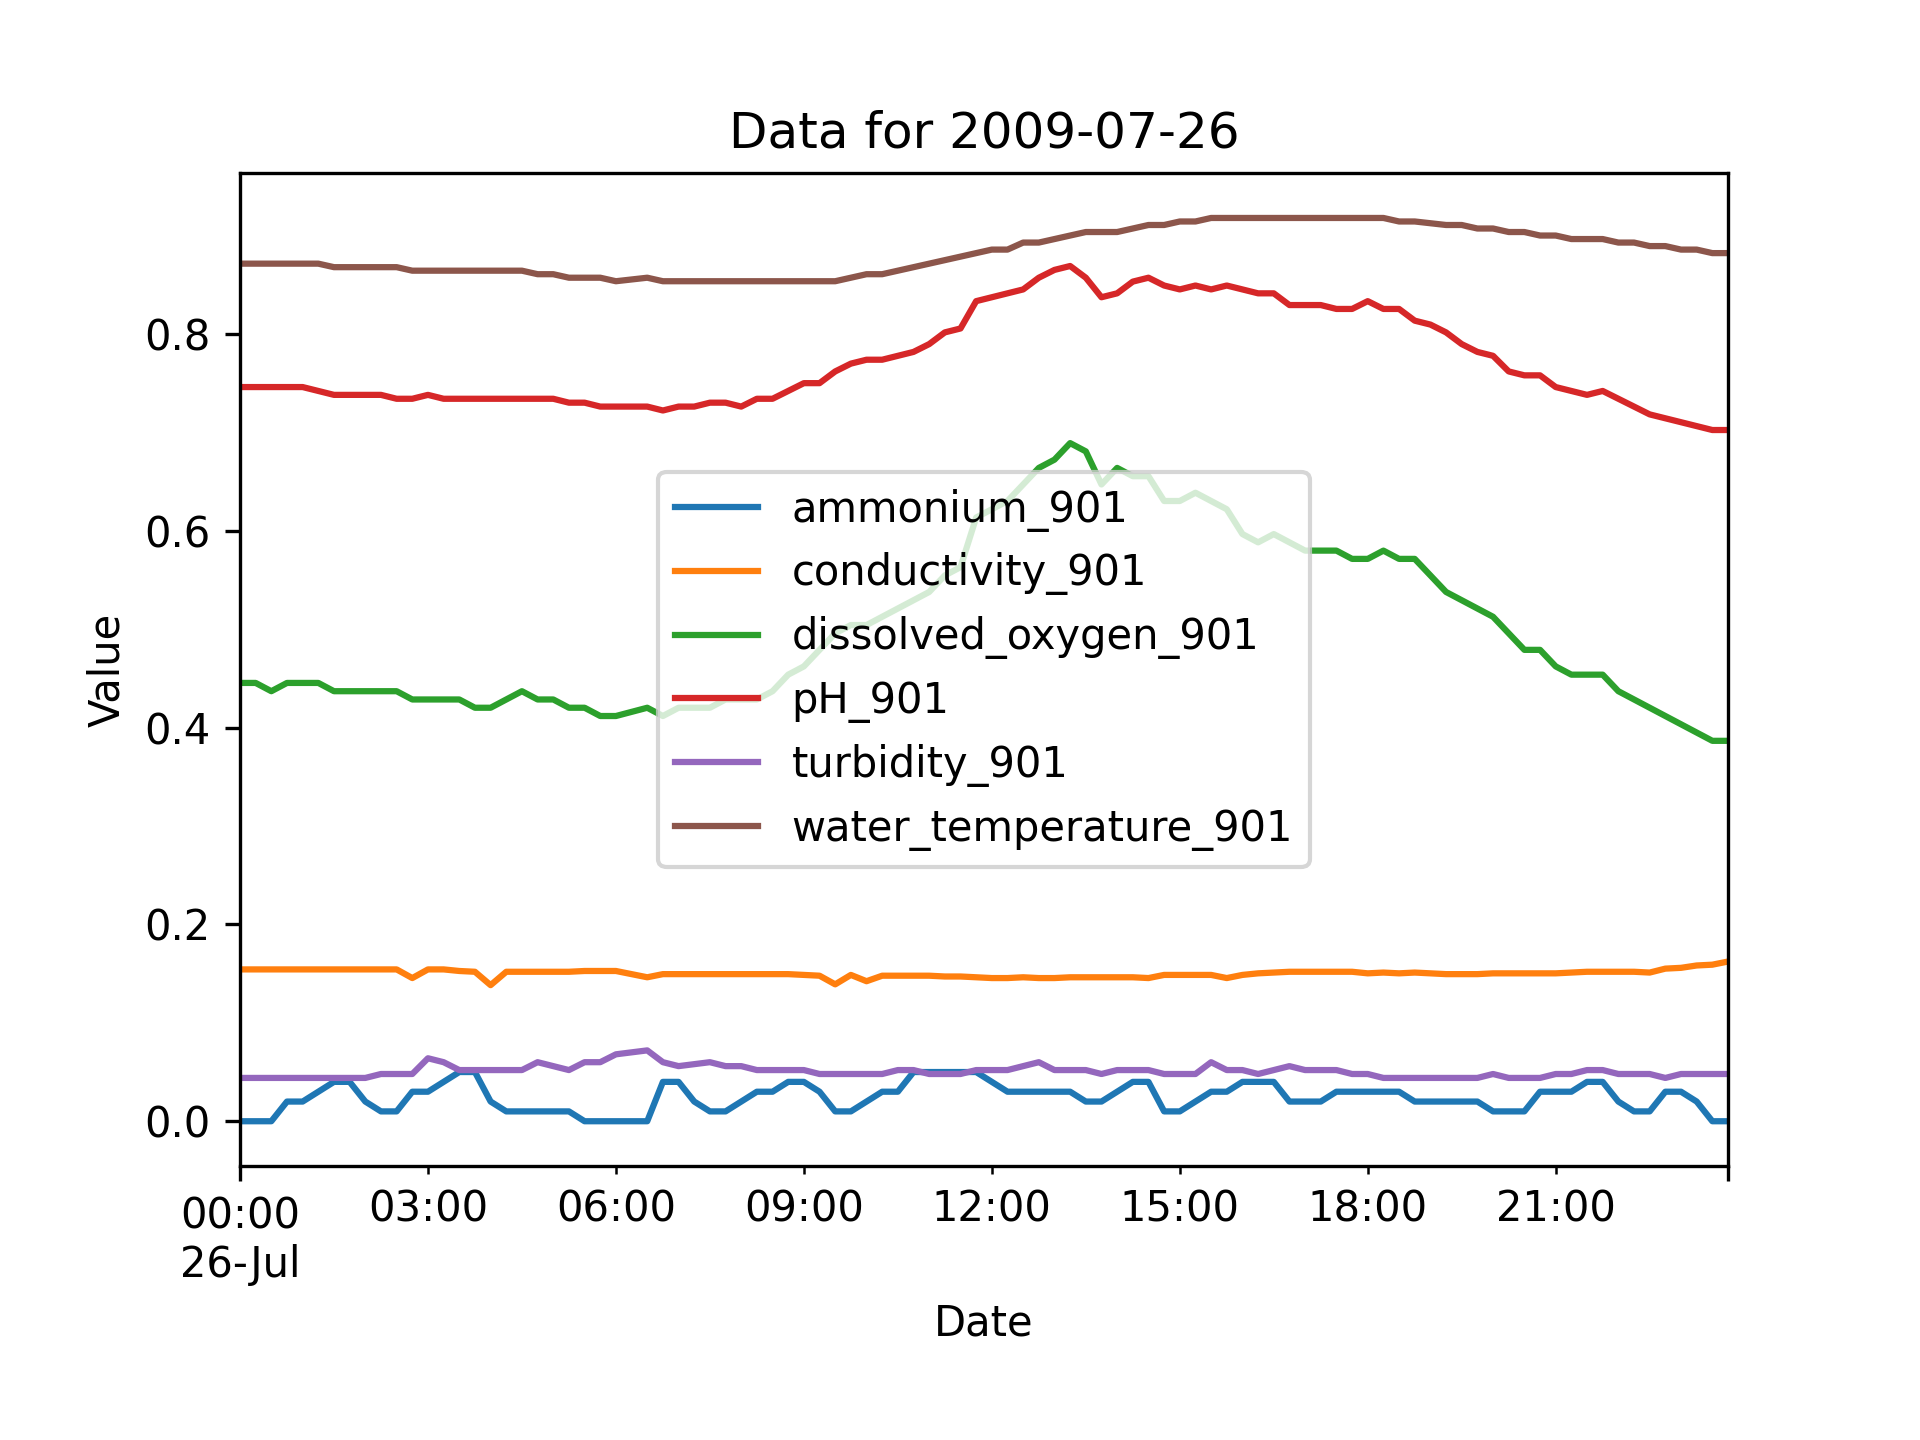 Data for 2009-07-26
Value
0.8
0.6
0.4
0.2
0.0
ammonium_901
conductivity_901
dissolved_oxygen_901
pH_901
turbidity_901
water_temperature_901
00:00 03:00 06:00 09:00 12:00 15:00 18:00 21:00
26-Jul
Date